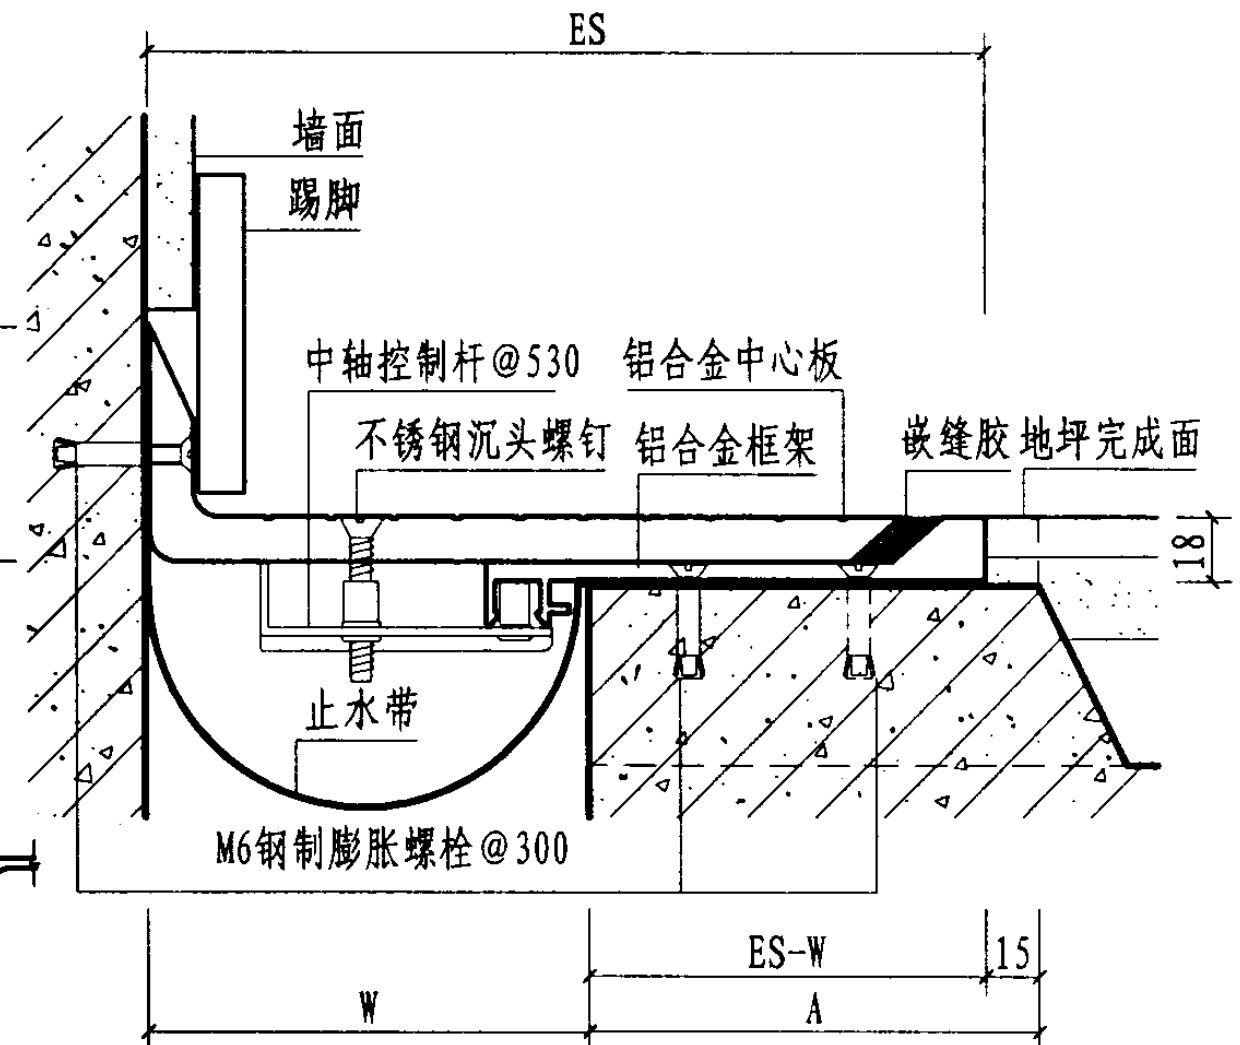 ES
墙面
踢脚
中轴控制杆@530
铝合金中心板
不锈钢沉头螺钉
铝合金框架
嵌缝胶
地坪完成面
18
止水带
M6钢制膨胀螺栓@300
ES-W
15
W
A